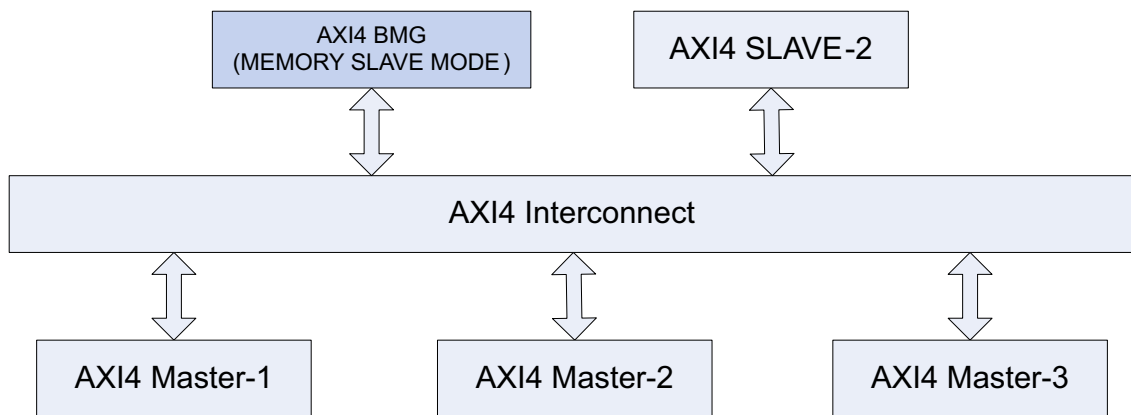 AXI4 BMG
(MEMORY SLAVE MODE)
AXI4 SLAVE-2
AXI4 Interconnect
AXI4 Master-1
AXI4 Master-2
AXI4 Master-3